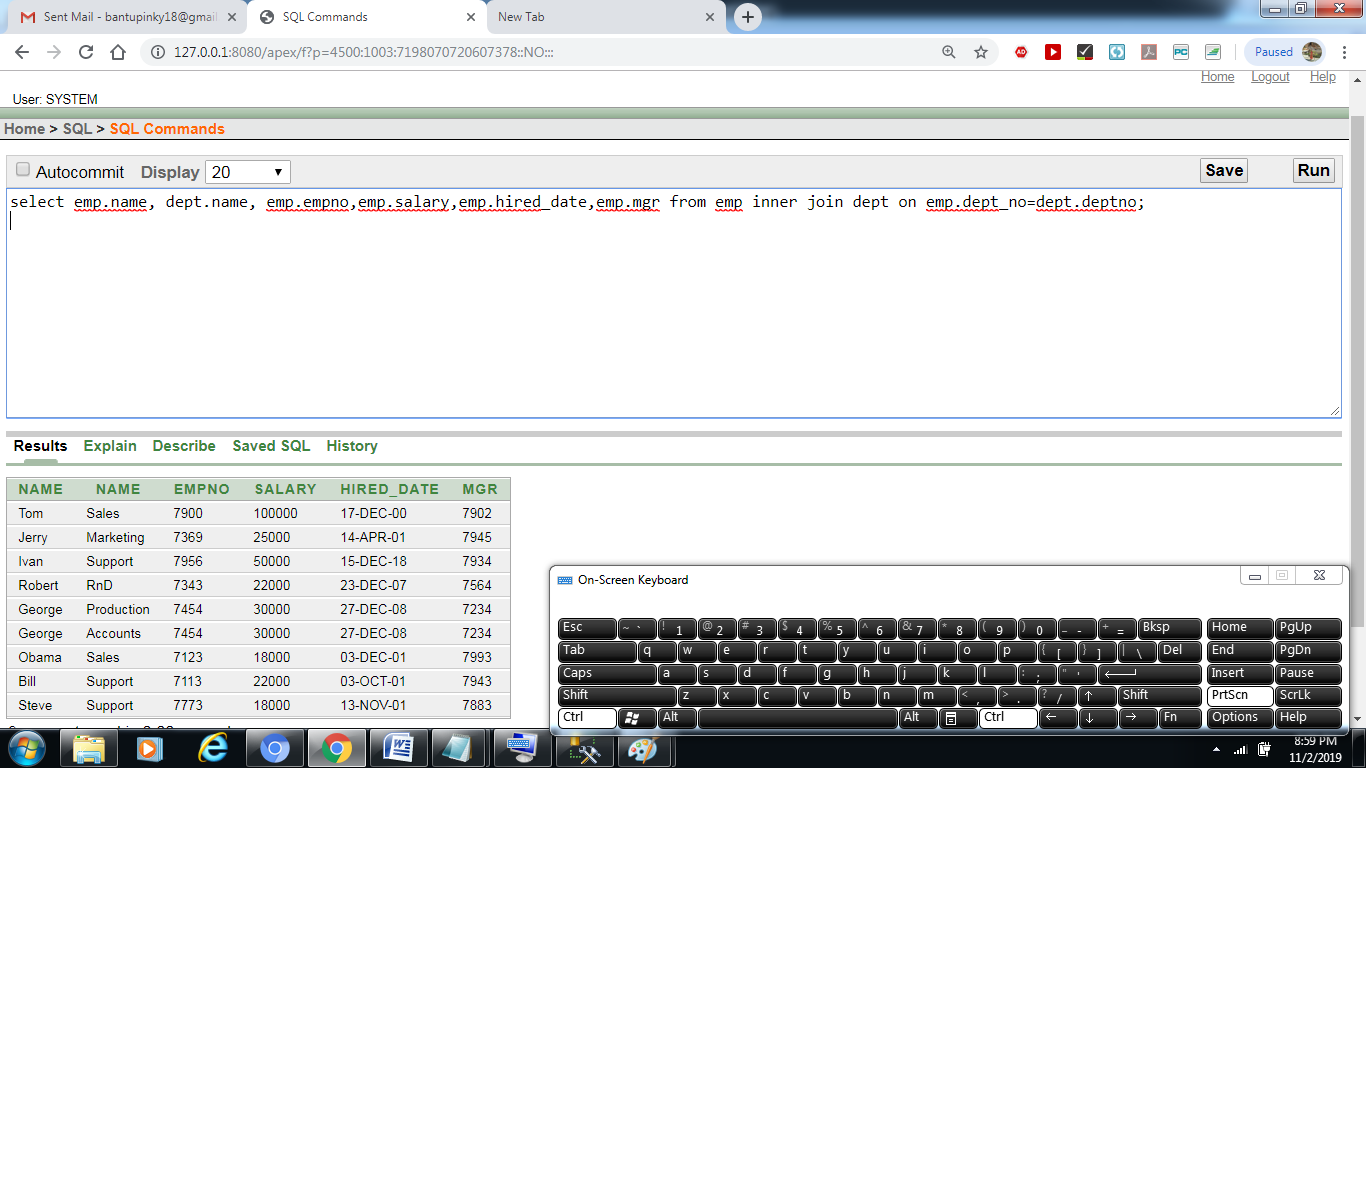 Sent Mail - bantupinky18@gmail
SQL Commands
New Tab
127.0.0.1:8080/apex/f?p=4500:1003:7198070720607378::NO:::
Paused
Home Logout Help
User: SYSTEM
Home > SQL > SQL Commands
Autocommit Display 20 Save Run
select emp.name, dept.name, emp.empno,emp.salary,emp.hired_date,emp.mgr from emp inner join dept on emp.dept_no=dept.deptno;
Results Explain Describe Saved SQL History
NAME NAME EMPNO SALARY HIRED_DATE MGR
Tom Sales 7900 100000 17-DEC-00 7902
Jerry Marketing 7369 25000 14-APR-01 7945
Ivan Support 7956 50000 15-DEC-18 7934
Robert RnD 7343 22000 23-DEC-07 7564
George Production 7454 30000 27-DEC-08 7234
George Accounts 7454 30000 27-DEC-08 7234
Obama Sales 7123 18000 03-DEC-01 7993
Bill Support 7113 22000 03-OCT-01 7943
Steve Support 7773 18000 13-NOV-01 7883
On-Screen Keyboard
Esc ~ ` ! 1 @ 2 # 3 $ 4 % 5 ^ 6 & 7 * 8 ( 9 ) 0 _ - + = Bksp Home PgUp
Tab q w e r t y u i o p { [ } ] | \ Del End PgDn
Caps a s d f g h j k l : ; " ' Insert Pause
Shift z x c v b n m < , > . ? / ↑ Shift PrtScn ScrLk
Ctrl Alt Alt Ctrl ← ↓ → Fn Options Help
8:59 PM
11/2/2019